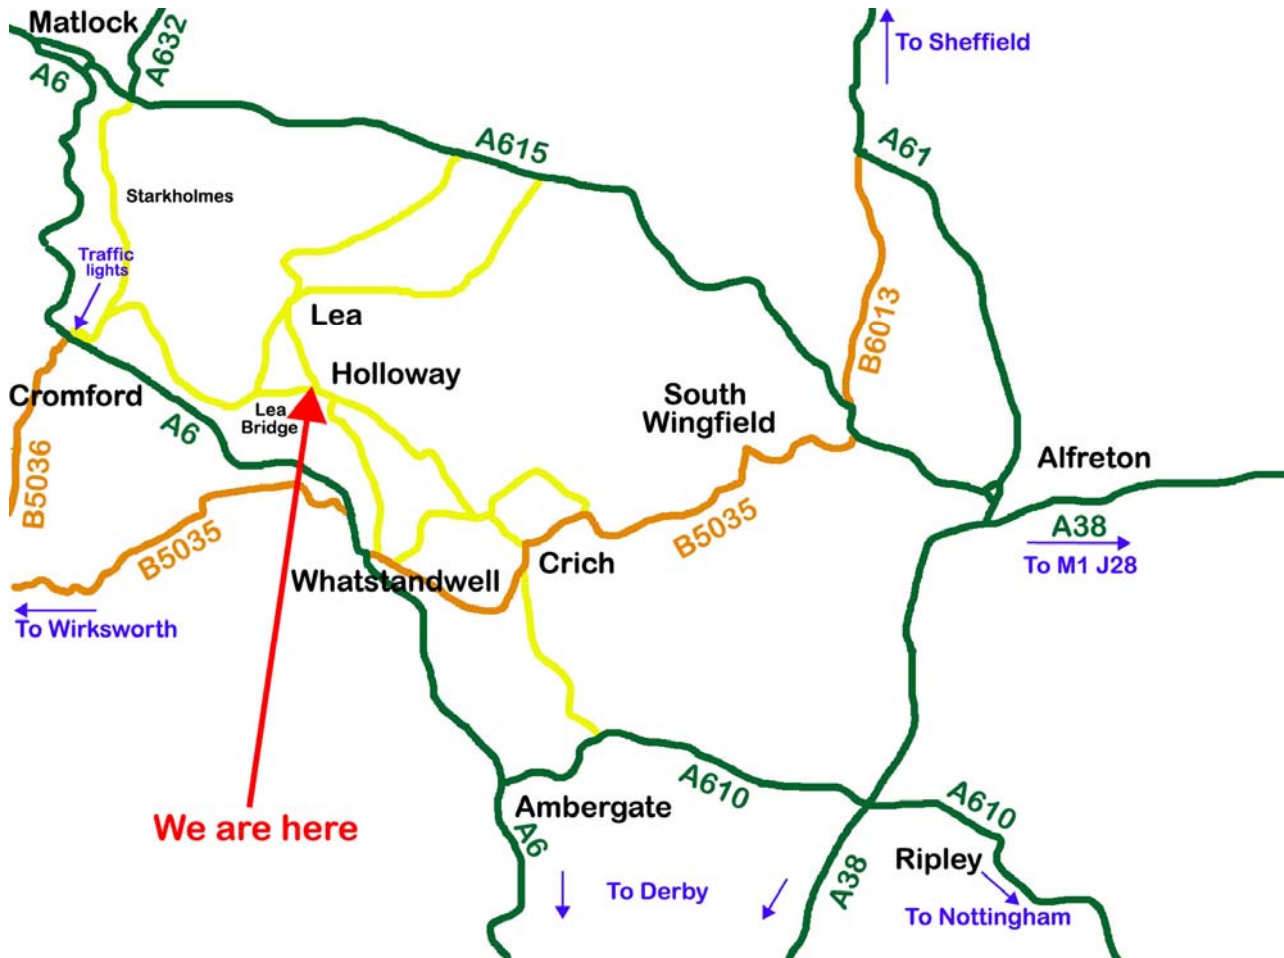 Matlock
A632
To Sheffield
A6
A615
A61
Starkholmes
Traffic
lights
Lea
B6013
Holloway
Cromford
South
Wingfield
Lea
Bridge
A6
B5036
Alfreton
B5035
B5035
A38
To M1 J28
Crich
Whatstandwell
To Wirksworth
A610
Ambergate
A610
We are here
A6
Ripley
A38
To Derby
To Nottingham